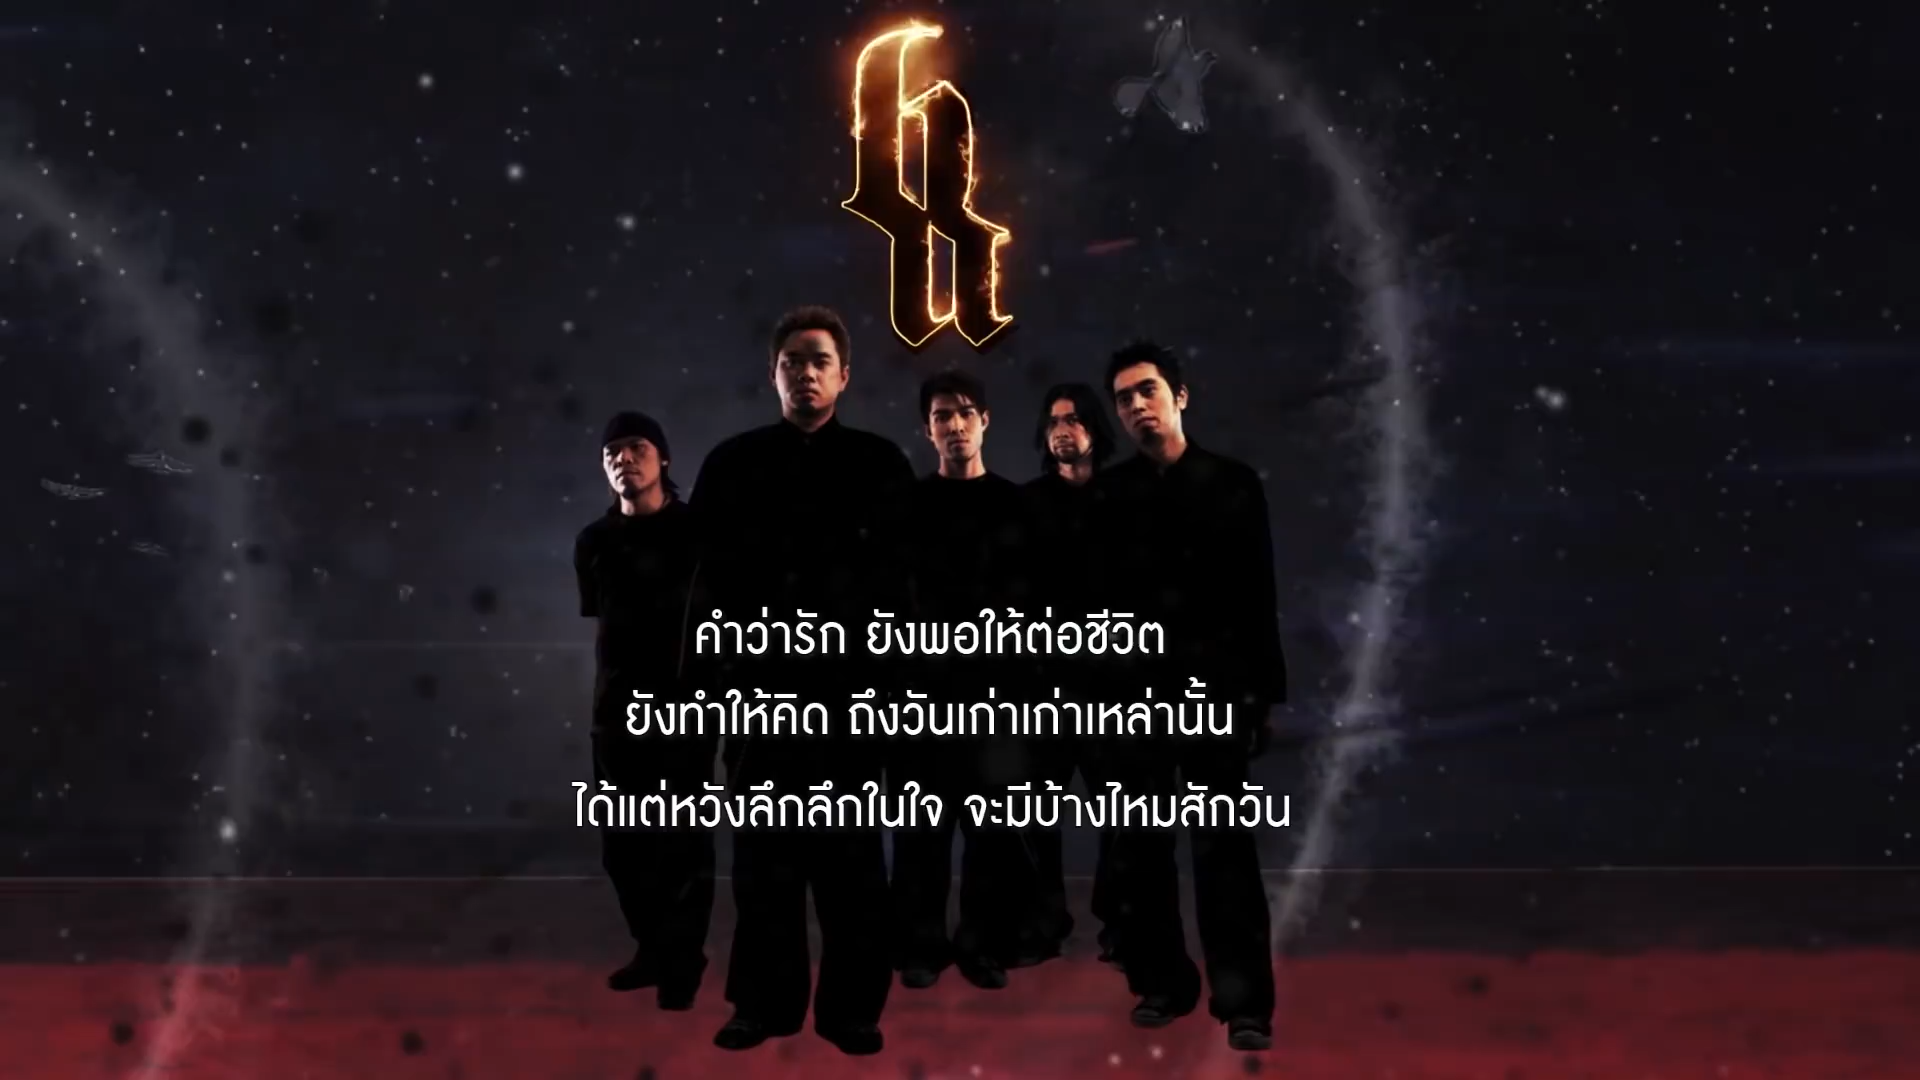 คำว่ารัก ยังพอให้ต่อชีวิต
ยังทำให้คิด ถึงวันเก่าเก่าเหล่านั้น
ได้แต่หวังลึกลึกในใจ จะมีบ้างไหมสักวัน